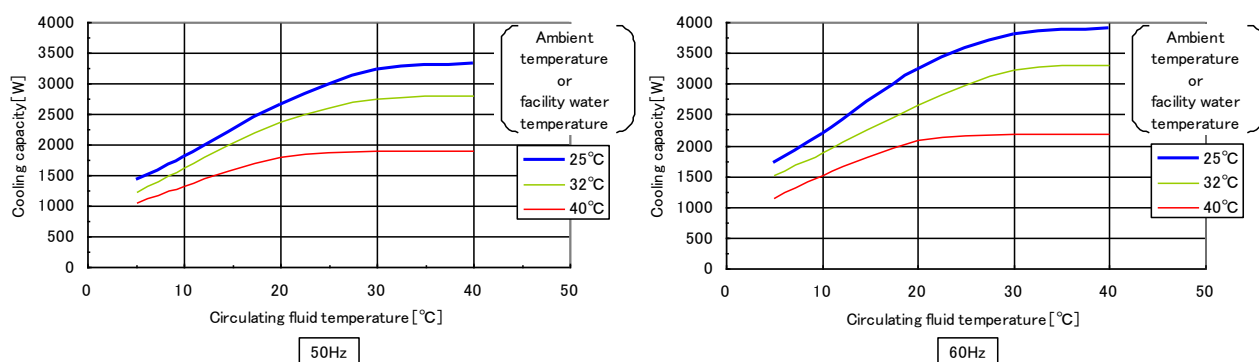 4000
3500
3000
2500
2000
1500
1000
500
0
Cooling capacity[W]
0 10 20 30 40 50
Circulating fluid temperature[℃]
Ambient
temperature
or
facility water
temperature
25℃
32℃
40℃
50Hz
4000
3500
3000
2500
2000
1500
1000
500
0
Cooling capacity[W]
0 10 20 30 40 50
Circulating fluid temperature[℃]
Ambient
temperature
or
facility water
temperature
25℃
32℃
40℃
60Hz